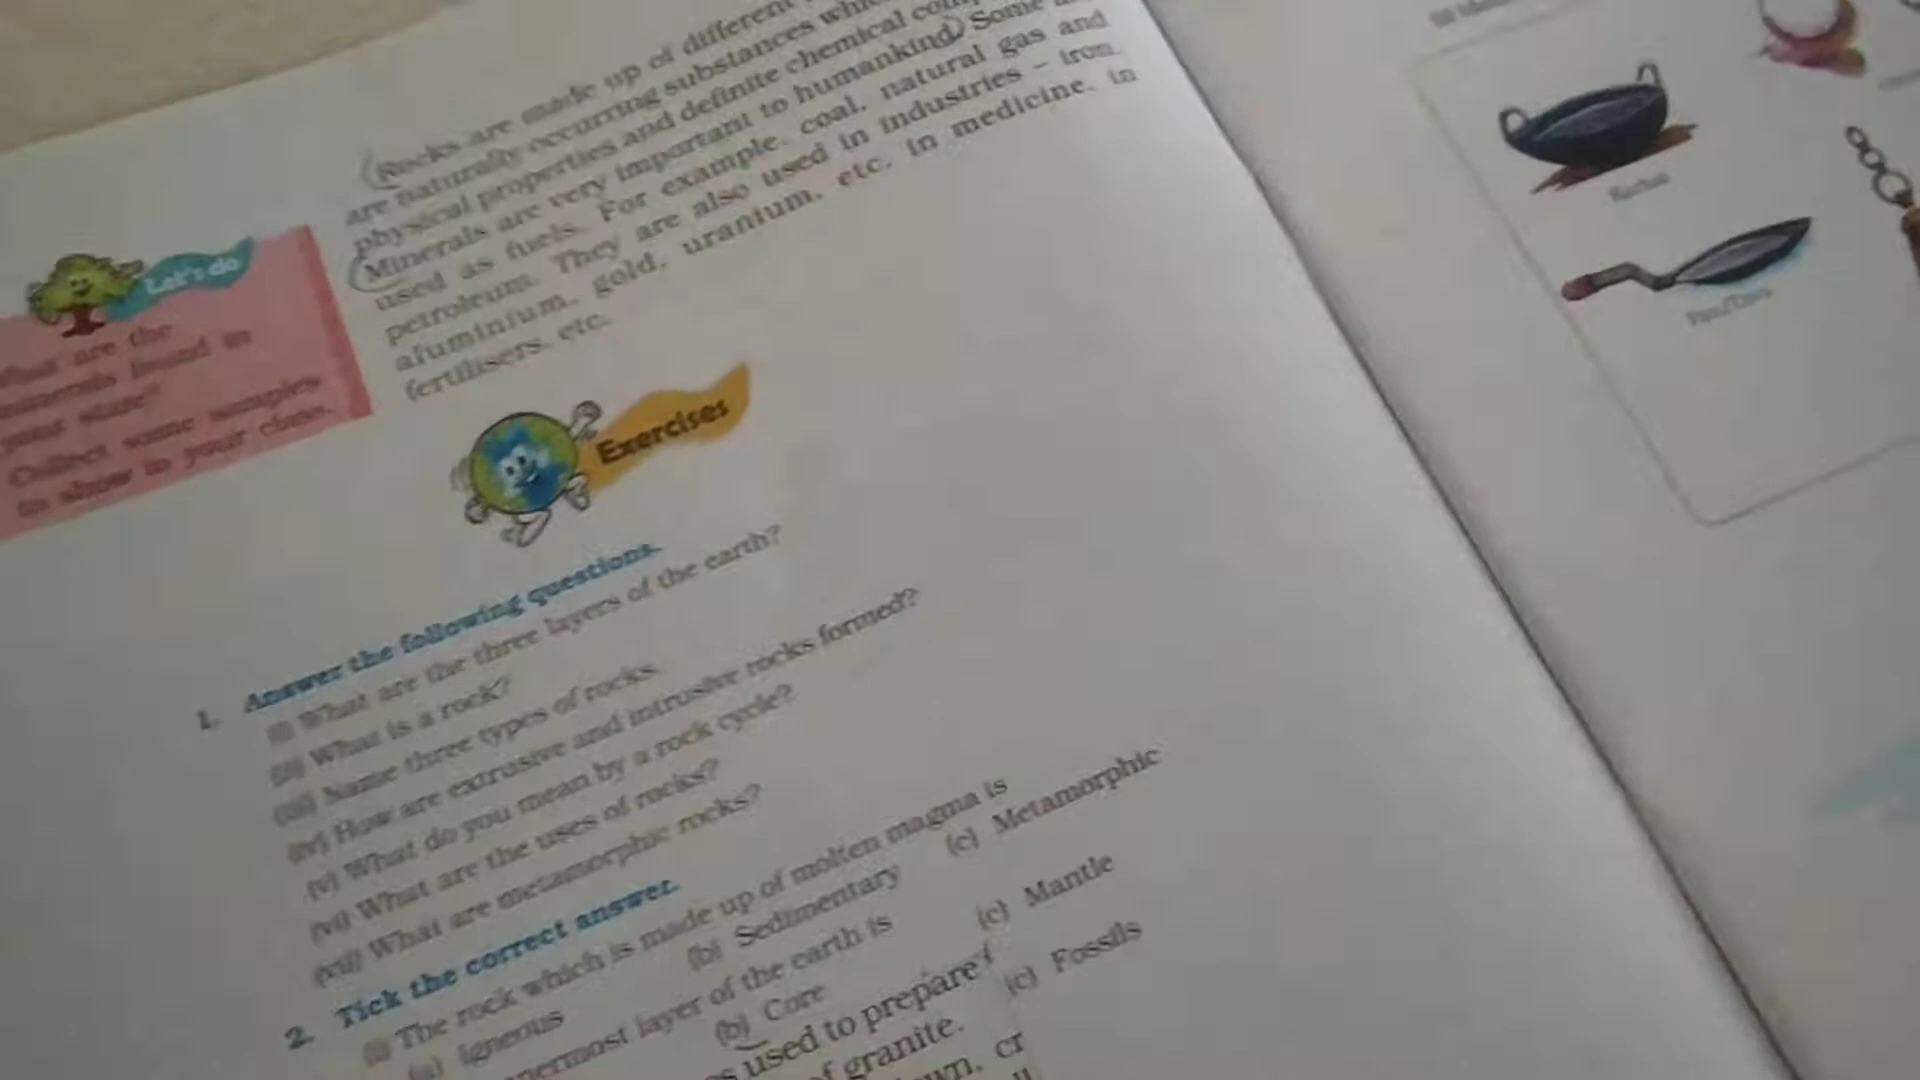 Rocks are made up of different
are naturally occurring substances which
physical properties and definite chemical
Minerals are very important to humankind. Some
used as fuels. For example, coal, natural gas and
petroleum. They are also used in industries – iron,
aluminium, gold, uranium, etc. in medicine, in
fertilisers, etc.
Let's do
What are the
minerals found in
your state?
Collect some samples
to show in your class.
Exercises
1. Answer the following questions.
(i) What are the three layers of the earth?
(ii) What is a rock?
(iii) Name three types of rocks.
(iv) How are extrusive and intrusive rocks formed?
(v) What do you mean by a rock cycle?
(vi) What are the uses of rocks?
(vii) What are metamorphic rocks?
2. Tick the correct answer.
(i) The rock which is made up of molten magma is
(a) Igneous (b) Sedimentary (c) Metamorphic
nermost layer of the earth is
(b) Core (c) Mantle
used to prepare
(c) Fossils
of granite.